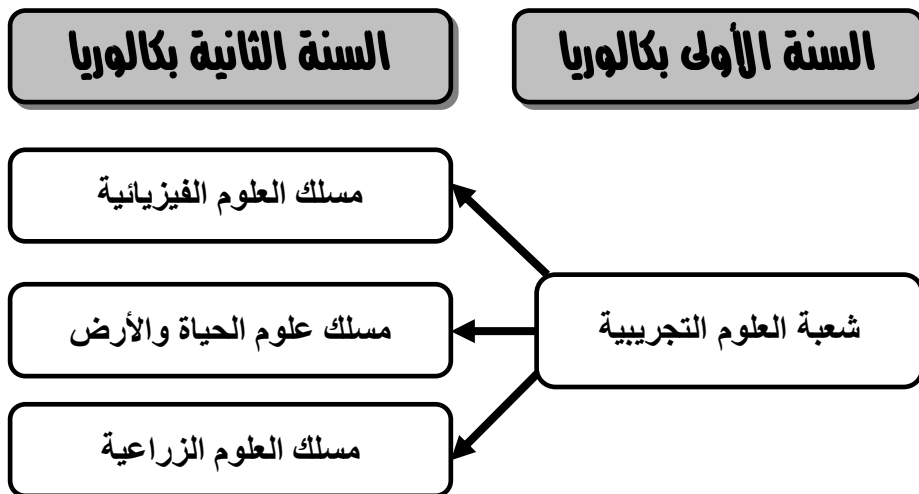 السنة الأولى بكالوريا
السنة الثانية بكالوريا
مسلك العلوم الفيزيائية
شعبة العلوم التجريبية
مسلك علوم الحياة والأرض
مسلك العلوم الزراعية